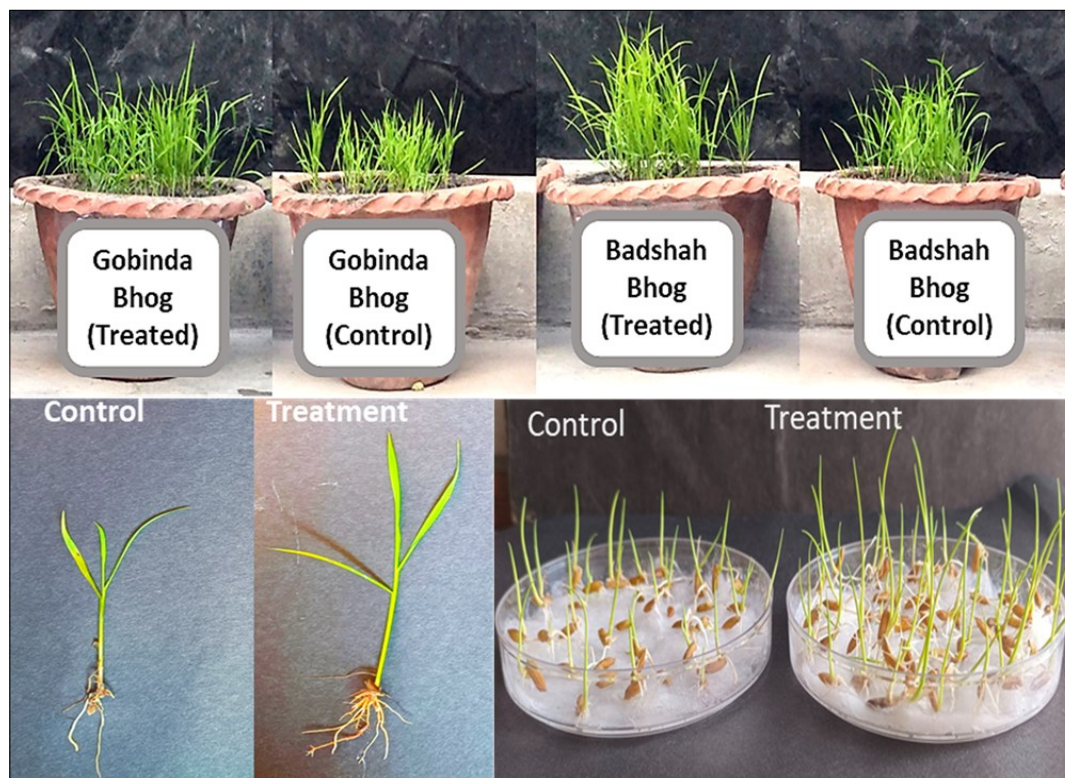 Gobinda
Bhog
(Treated)
Gobinda
Bhog
(Control)
Badshah
Bhog
(Treated)
Badshah
Bhog
(Control)
Control
Treatment
Control
Treatment